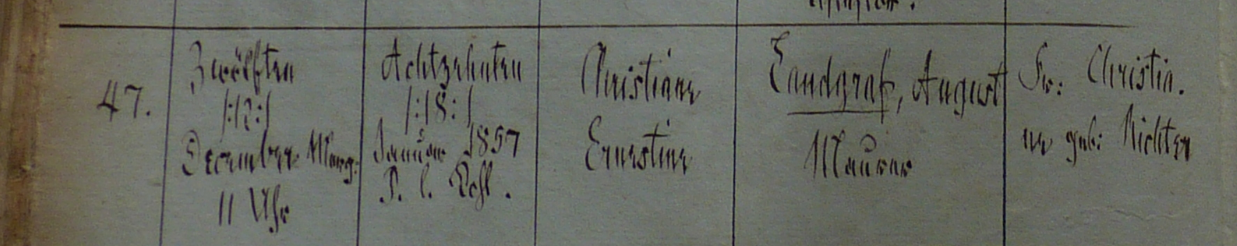 47.
Zwölften
/:12:/
December Morg:
11 Uhr
Achtzehnten
/:18:/
Januar 1857
P. l.
Christiane
Ernestine
Landgraf, August
Maurer
Fr: Christia-
ne geb: Richter